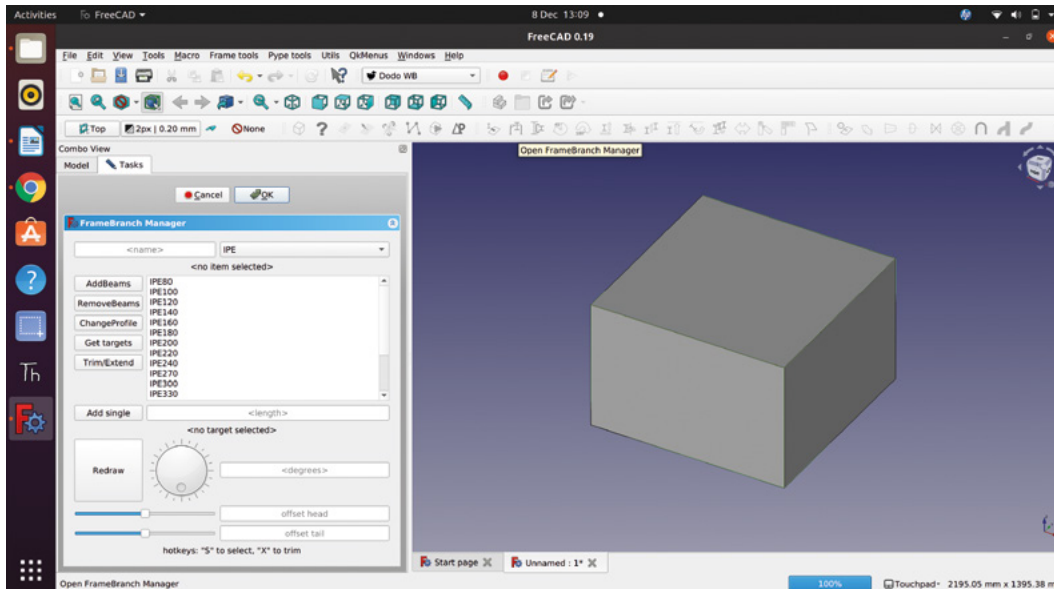 Activities FreeCAD 8 Dec 13:09
FreeCAD 0.19
File Edit View Tools Macro Frame tools Pype tools Utils QkMenus Windows Help
Dodo WB
Top 2px | 0.20 mm None
Combo View
Open FrameBranch Manager
Model Tasks
Cancel OK
FrameBranch Manager
<name> IPE
<no item selected>
AddBeams
RemoveBeams
ChangeProfile
Get targets
Trim/Extend
IPE80
IPE100
IPE120
IPE140
IPE160
IPE180
IPE200
IPE220
IPE240
IPE270
IPE300
IPE330
Add single <length>
<no target selected>
Redraw <degrees>
offset head
offset tail
hotkeys: "S" to select, "X" to trim
Start page Unnamed : 1*
Th
Open FrameBranch Manager 100% Touchpad 2195.05 mm x 1395.38 m